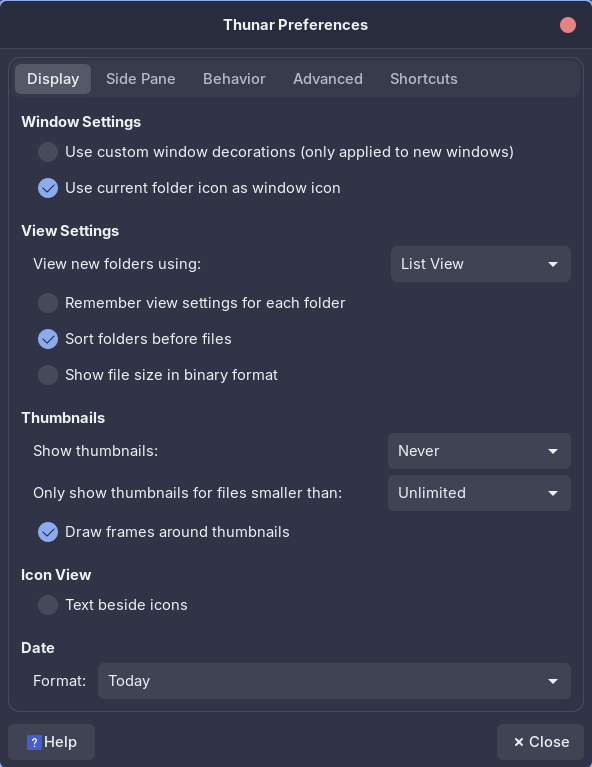 Thunar Preferences
Display Side Pane Behavior Advanced Shortcuts
Window Settings
Use custom window decorations (only applied to new windows)
Use current folder icon as window icon
View Settings
View new folders using: List View
Remember view settings for each folder
Sort folders before files
Show file size in binary format
Thumbnails
Show thumbnails: Never
Only show thumbnails for files smaller than: Unlimited
Draw frames around thumbnails
Icon View
Text beside icons
Date
Format: Today
? Help × Close